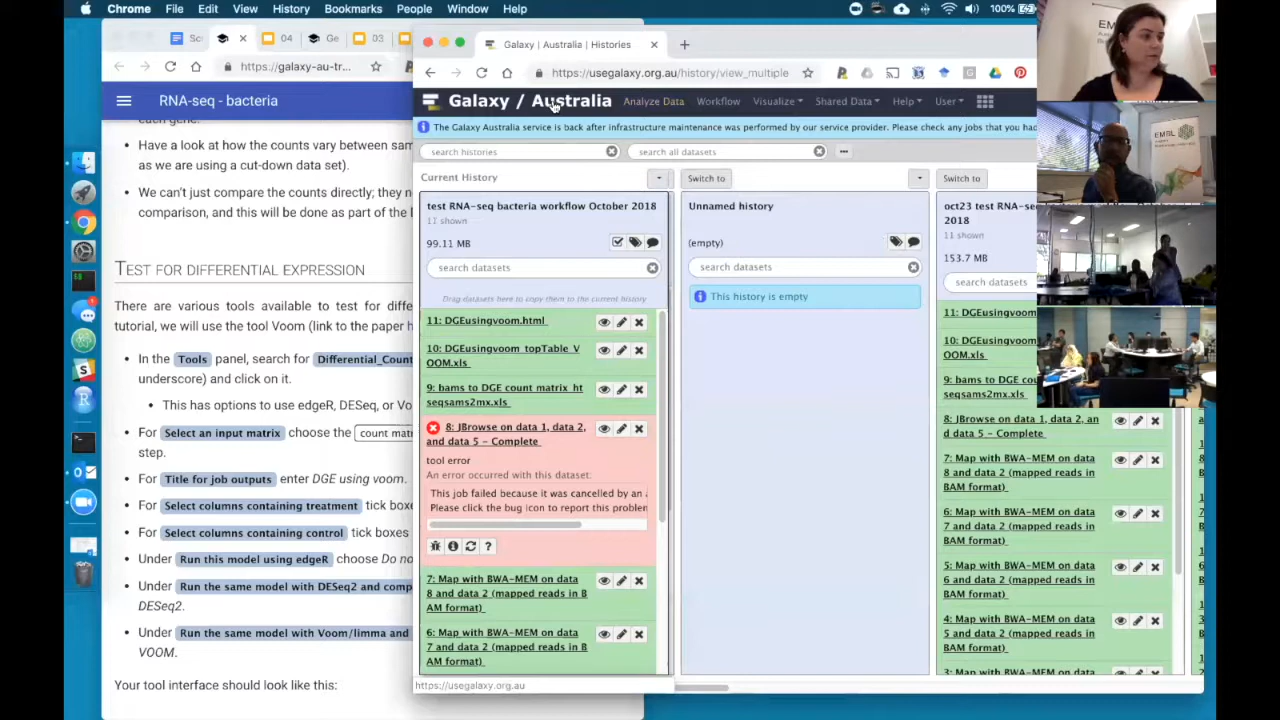 Chrome File Edit View History Bookmarks People Window Help 100%
Sc
04
Ge
03
https://galaxy-au-tr...
RNA-seq - bacteria
each gene.
Have a look at how the counts vary between sam
as we are using a cut-down data set).
We can't just compare the counts directly; they n
comparison, and this will be done as part of the D
TEST FOR DIFFERENTIAL EXPRESSION
There are various tools available to test for diffe
tutorial, we will use the tool Voom (link to the paper h
In the Tools panel, search for Differential_Count
underscore) and click on it.
This has options to use edgeR, DESeq, or Vo
For Select an input matrix choose the count matr
step.
For Title for job outputs enter DGE using voom.
For Select columns containing treatment tick boxe
For Select columns containing control tick boxes
Under Run this model using edgeR choose Do no
Under Run the same model with DESeq2 and comp
DESeq2.
Under Run the same model with Voom/limma and
VOOM.
Your tool interface should look like this:
Galaxy | Australia | Histories
https://usegalaxy.org.au/history/view_multiple
Galaxy / Australia Analyze Data Workflow Visualize Shared Data Help User
The Galaxy Australia service is back after infrastructure maintenance was performed by our service provider. Please check any jobs that you had
search histories search all datasets
Current History
test RNA-seq bacteria workflow October 2018
11 shown
99.11 MB
search datasets
Drag datasets here to copy them to the current history
11: DGEusingvoom.html
10: DGEusingvoom_topTable_V
OOM.xls
9: bams to DGE count matrix_ht
seqsams2mx.xls
8: JBrowse on data 1, data 2,
and data 5 - Complete
tool error
An error occurred with this dataset:
This job failed because it was cancelled by an a
Please click the bug icon to report this problem
7: Map with BWA-MEM on data
8 and data 2 (mapped reads in B
AM format)
6: Map with BWA-MEM on data
7 and data 2 (mapped reads in B
AM format)
https://usegalaxy.org.au
Switch to
Unnamed history
(empty)
search datasets
This history is empty
Switch to
oct23 test RNA-se
2018
11 shown
153.7 MB
search datasets
11: DGEusingvoom
10: DGEusingvoom
OOM.xls
9: bams to DGE co
seqsams2mx.xls
8: JBrowse on data 1, data 2, an
d data 5 - Complete
7: Map with BWA-MEM on data
8 and data 2 (mapped reads in
BAM format)
6: Map with BWA-MEM on data
7 and data 2 (mapped reads in
BAM format)
5: Map with BWA-MEM on data
6 and data 2 (mapped reads in
BAM format)
4: Map with BWA-MEM on data
5 and data 2 (mapped reads in
BAM format)
3: Map with BWA-MEM on data
EMBL